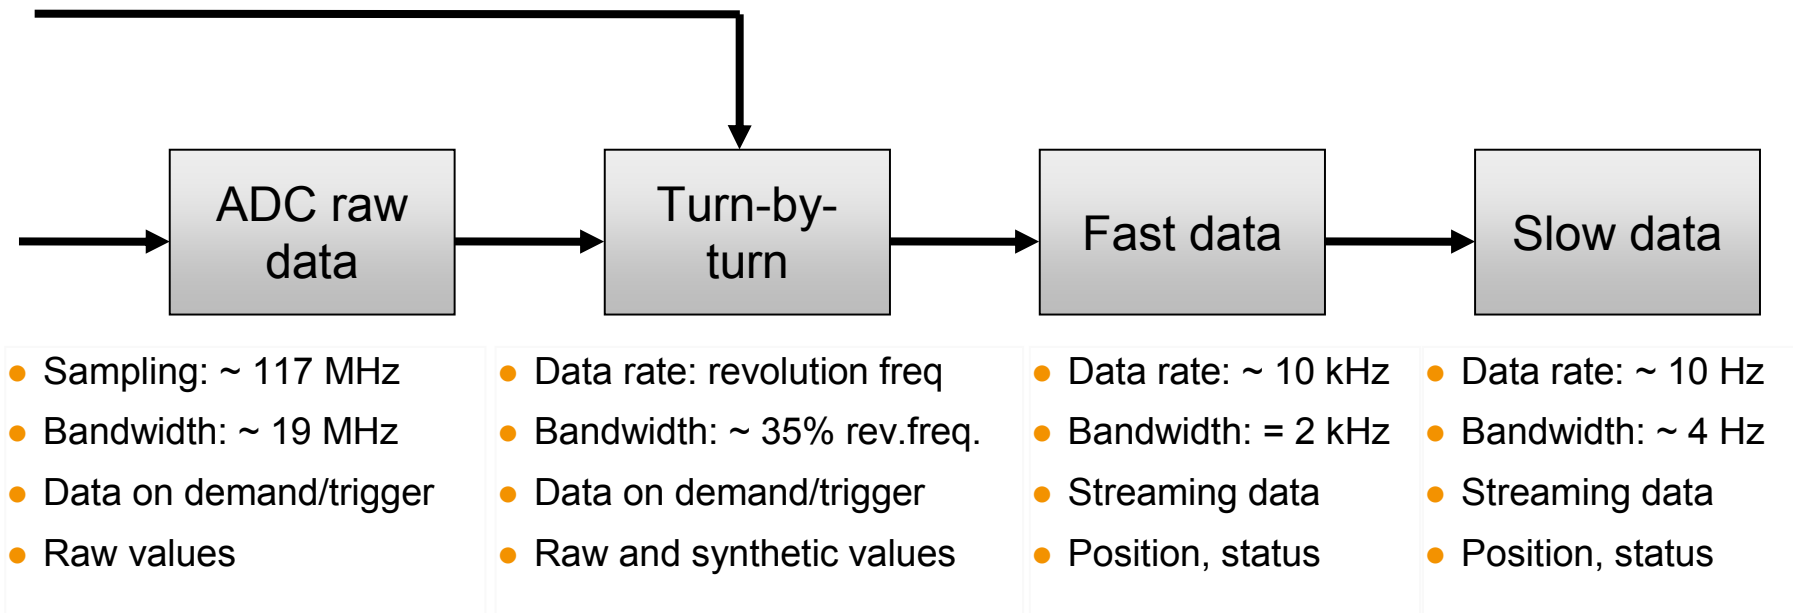 ADC raw
data
Turn-by-
turn
Fast data
Slow data
● Sampling: ~ 117 MHz
● Bandwidth: ~ 19 MHz
● Data on demand/trigger
● Raw values
● Data rate: revolution freq
● Bandwidth: ~ 35% rev.freq.
● Data on demand/trigger
● Raw and synthetic values
● Data rate: ~ 10 kHz
● Bandwidth: = 2 kHz
● Streaming data
● Position, status
● Data rate: ~ 10 Hz
● Bandwidth: ~ 4 Hz
● Streaming data
● Position, status